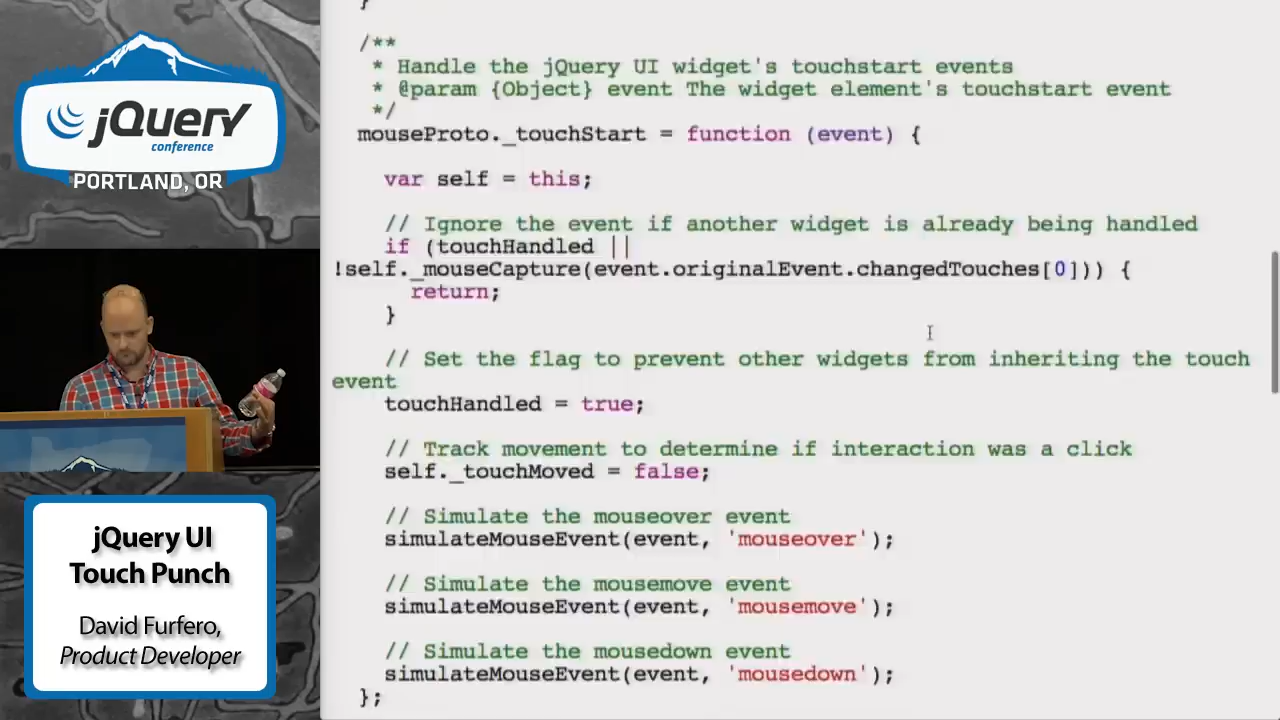 jQuery
conference
PORTLAND, OR
jQuery UI
Touch Punch
David Furfero,
Product Developer
}
/**
* Handle the jQuery UI widget's touchstart events
* @param {Object} event The widget element's touchstart event
*/
mouseProto._touchStart = function (event) {
var self = this;
// Ignore the event if another widget is already being handled
if (touchHandled ||
!self._mouseCapture(event.originalEvent.changedTouches[0])) {
return;
}
// Set the flag to prevent other widgets from inheriting the touch
event
touchHandled = true;
// Track movement to determine if interaction was a click
self._touchMoved = false;
// Simulate the mouseover event
simulateMouseEvent(event, 'mouseover');
// Simulate the mousemove event
simulateMouseEvent(event, 'mousemove');
// Simulate the mousedown event
simulateMouseEvent(event, 'mousedown');
};